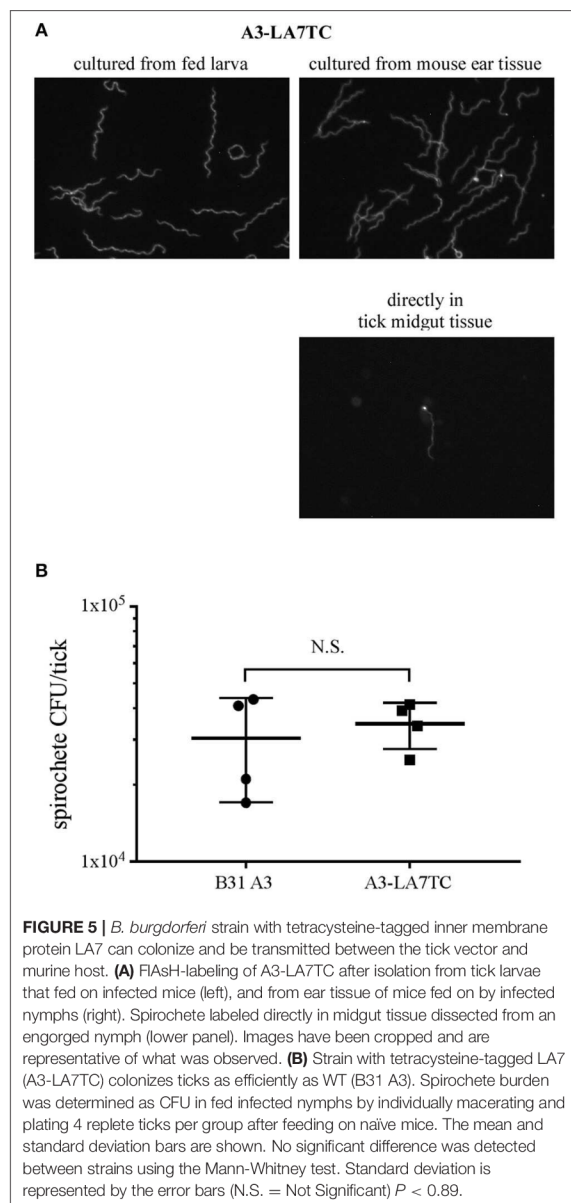 A
A3-LA7TC
cultured from fed larva
cultured from mouse ear tissue
directly in
tick midgut tissue
B
1x10⁵
N.S.
spirochete CFU/tick
1x10⁴
B31 A3
A3-LA7TC
FIGURE 5 | B. burgdorferi strain with tetracysteine-tagged inner membrane
protein LA7 can colonize and be transmitted between the tick vector and
murine host. (A) FlAsH-labeling of A3-LA7TC after isolation from tick larvae
that fed on infected mice (left), and from ear tissue of mice fed on by infected
nymphs (right). Spirochete labeled directly in midgut tissue dissected from an
engorged nymph (lower panel). Images have been cropped and are
representative of what was observed. (B) Strain with tetracysteine-tagged LA7
(A3-LA7TC) colonizes ticks as efficiently as WT (B31 A3). Spirochete burden
was determined as CFU in fed infected nymphs by individually macerating and
plating 4 replete ticks per group after feeding on naïve mice. The mean and
standard deviation bars are shown. No significant difference was detected
between strains using the Mann-Whitney test. Standard deviation is
represented by the error bars (N.S. = Not Significant) P < 0.89.